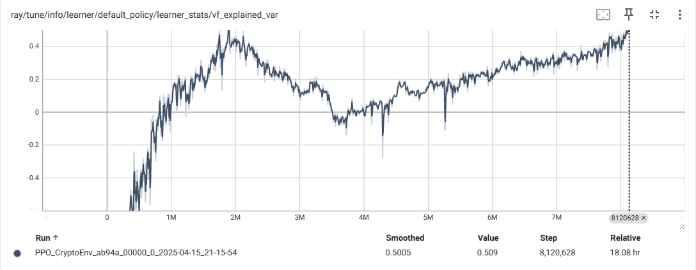 ray/tune/info/learner/default_policy/learner_stats/vf_explained_var
0.4
0.2
0
-0.2
-0.4
0 1M 2M 3M 4M 5M 6M 7M 8120628 ×
Run ↑ Smoothed Value Step Relative
PPO_CryptoEnv_ab94a_00000_0_2025-04-15_21-15-54 0.5005 0.509 8,120,628 18.08 hr